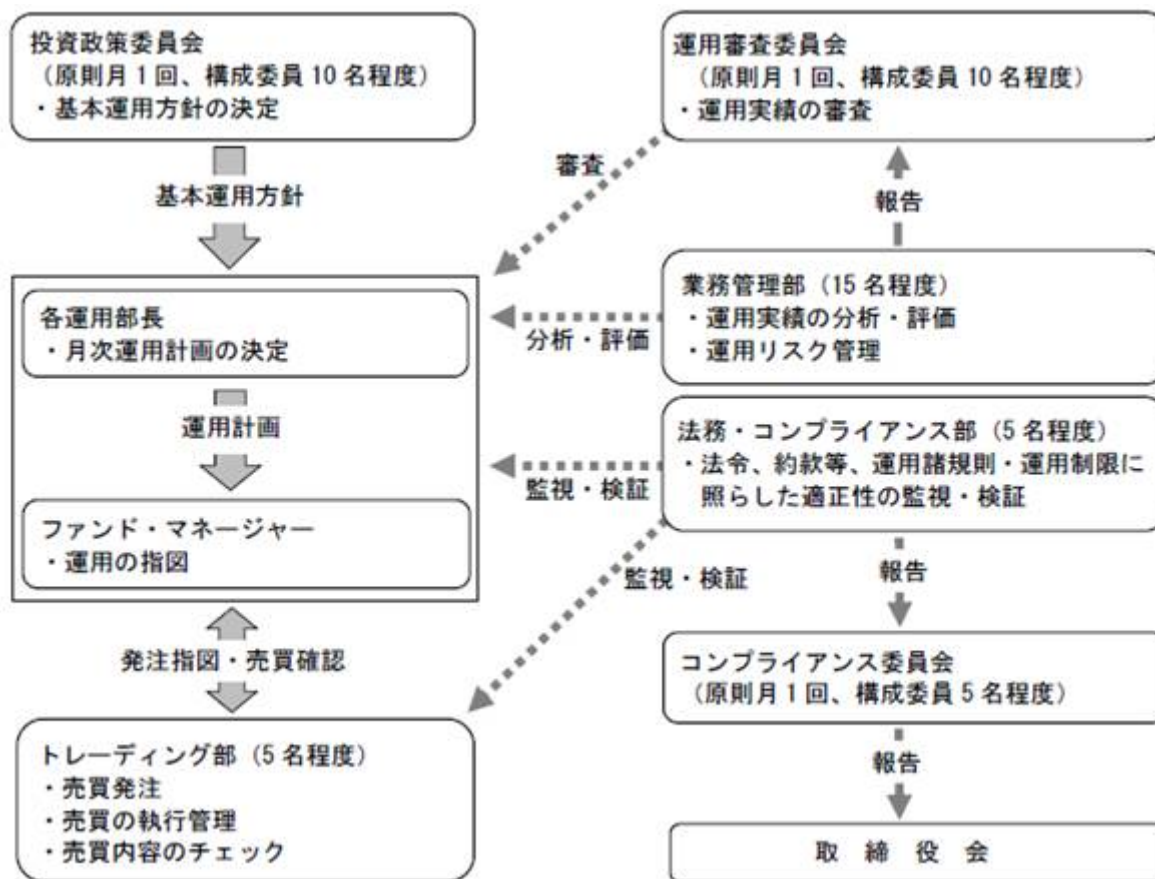 投資政策委員会
（原則月1回、構成委員10名程度）
・基本運用方針の決定
基本運用方針
各運用部長
・月次運用計画の決定
運用計画
ファンド・マネージャー
・運用の指図
発注指図・売買確認
トレーディング部（5名程度）
・売買発注
・売買の執行管理
・売買内容のチェック
運用審査委員会
（原則月1回、構成委員10名程度）
・運用実績の審査
審査
報告
業務管理部（15名程度）
・運用実績の分析・評価
・運用リスク管理
分析・評価
法務・コンプライアンス部（5名程度）
・法令、約款等、運用諸規則・運用制限に
照らした適正性の監視・検証
監視・検証
監視・検証
報告
コンプライアンス委員会
（原則月1回、構成委員5名程度）
報告
取　締　役　会